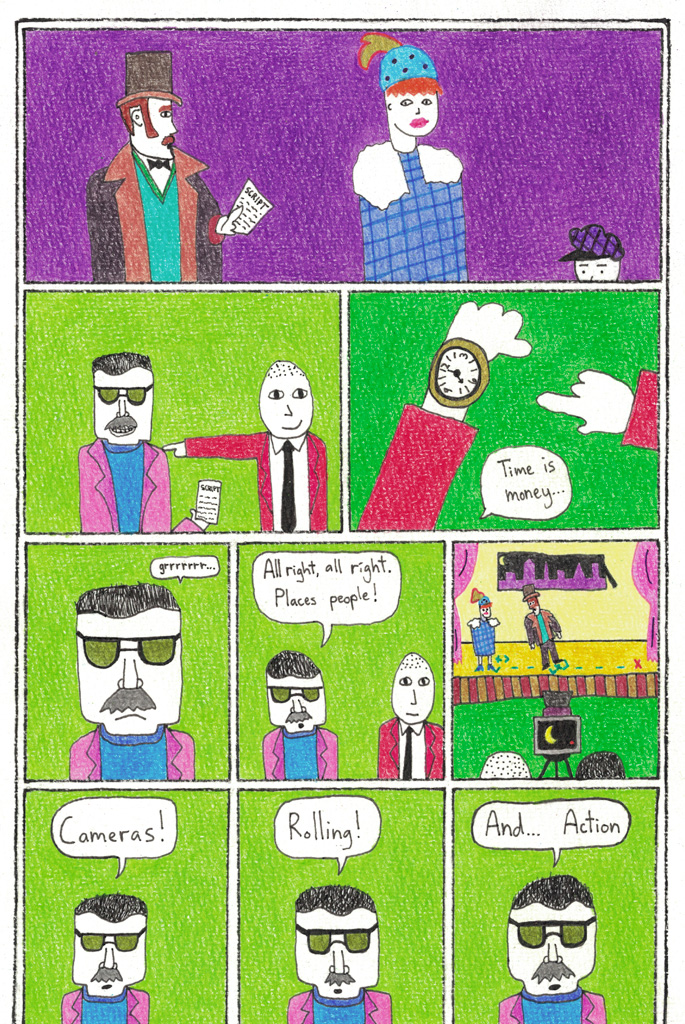 SCRIPT
SCRIPT
Time is
money...
grrrrrrr...
All right, all right.
Places people!
x
Cameras!
Rolling!
And... Action